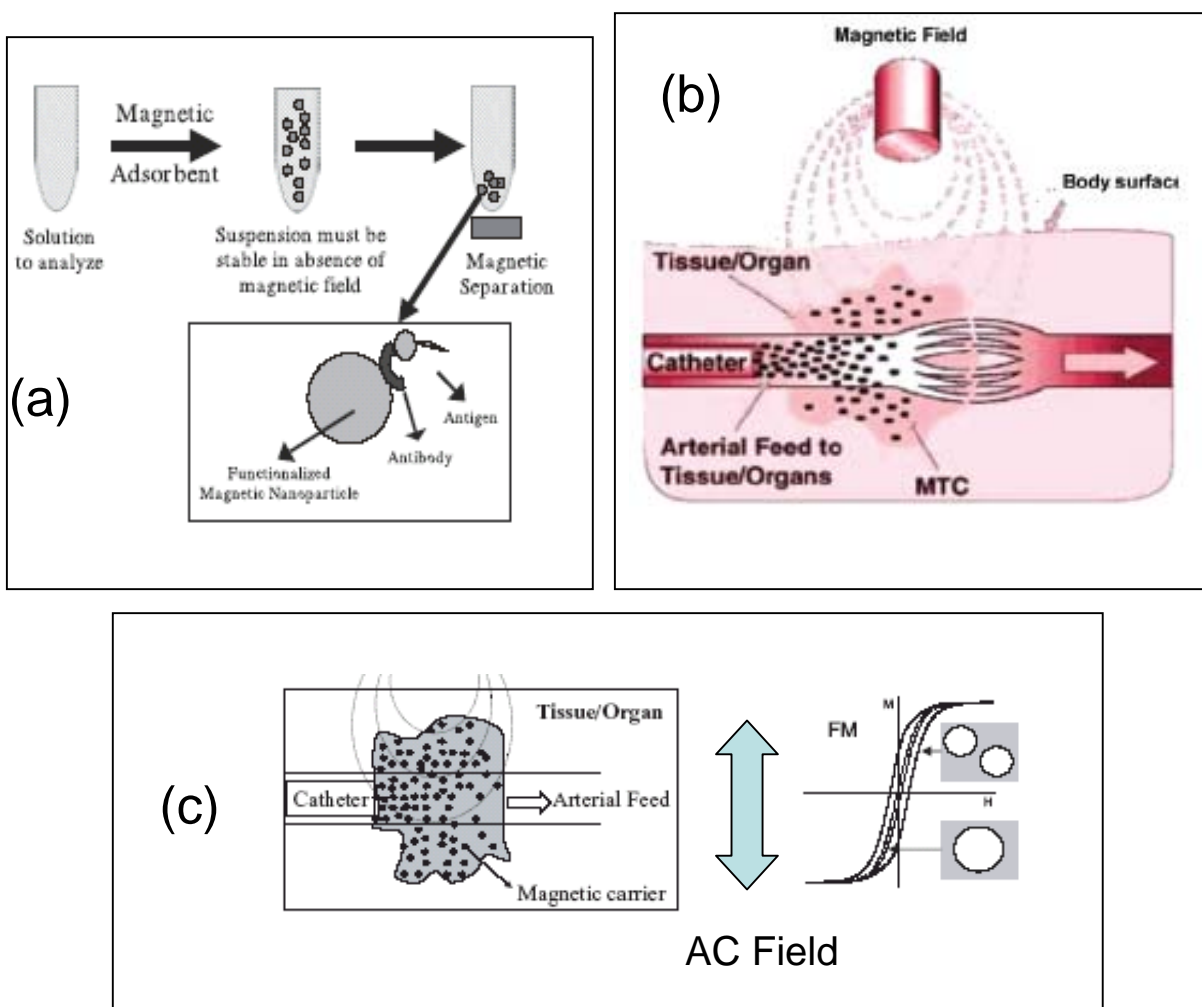 (a)
Magnetic
Adsorbent
Solution
to analyze
Suspension must be
stable in absence of
magnetic field
Magnetic
Separation
Antigen
Antibody
Functionalized
Magnetic Nanoparticle
(b)
Magnetic Field
Body surface
Tissue/Organ
Catheter
Arterial Feed to
Tissue/Organs
MTC
(c)
Tissue/Organ
Catheter
Arterial Feed
Magnetic carrier
AC Field
M
FM
H